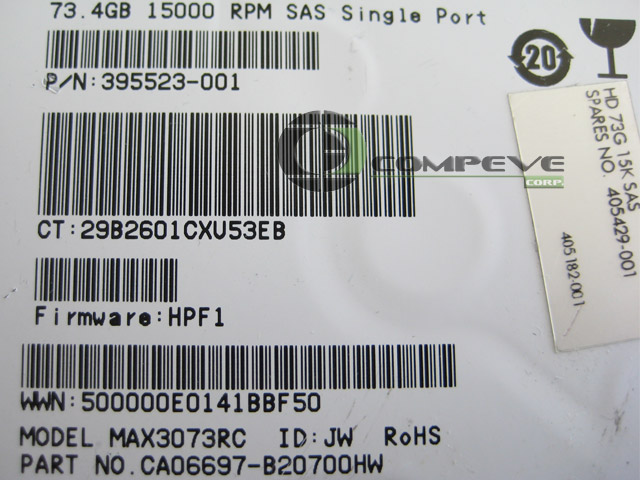 73.4GB 15000 RPM SAS Single Port
P/N:395523-001
20
HD 73G 15K SAS
SPARES NO. 405429-001
405182-001
COMPEVE
CORP.
CT:29B2601CXU53EB
Firmware:HPF1
WWN:500000E0141BBF50
MODEL MAX3073RC ID:JW RoHS
PART NO.CA06697-B20700HW